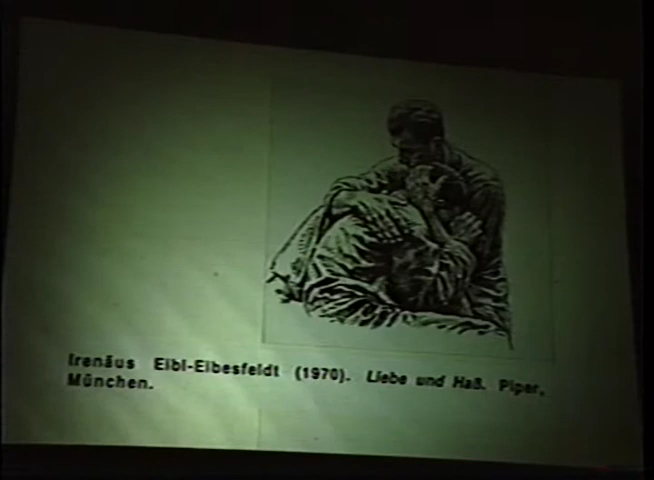 Irenäus Eibl-Eibesfeldt (1970). Liebe und Haß. Piper,
München.